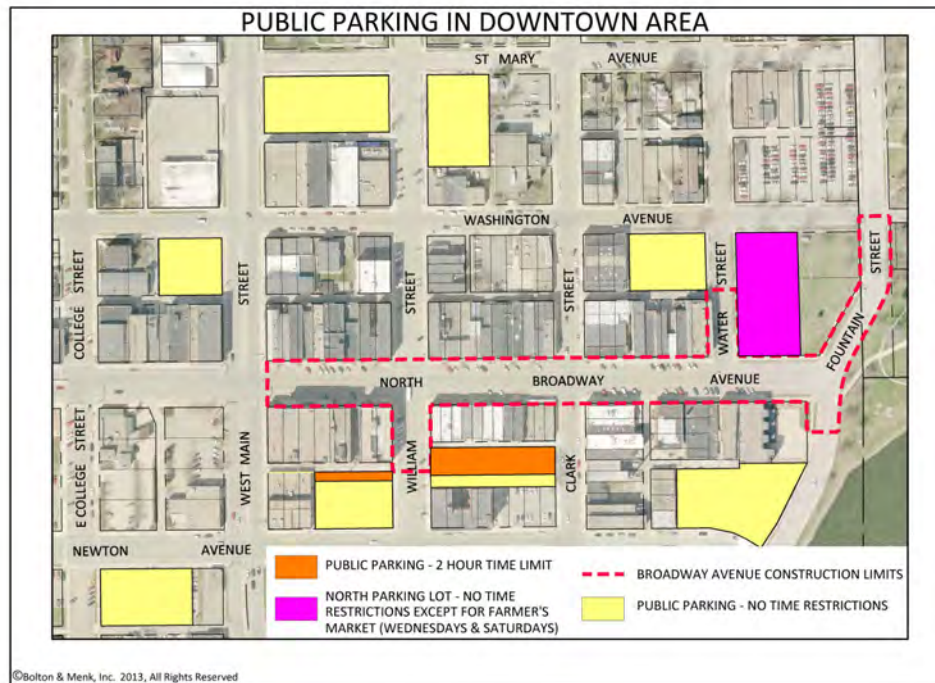 PUBLIC PARKING IN DOWNTOWN AREA
ST MARY AVENUE
WASHINGTON AVENUE
COLLEGE STREET
STREET
STREET
STREET
STREET
WATER
STREET
FOUNTAIN
NORTH BROADWAY AVENUE
E COLLEGE STREET
WEST MAIN
WILLIAM
CLARK
NEWTON AVENUE
PUBLIC PARKING - 2 HOUR TIME LIMIT
NORTH PARKING LOT - NO TIME
RESTRICTIONS EXCEPT FOR FARMER'S
MARKET (WEDNESDAYS & SATURDAYS)
BROADWAY AVENUE CONSTRUCTION LIMITS
PUBLIC PARKING - NO TIME RESTRICTIONS
©Bolton & Menk, Inc. 2013, All Rights Reserved